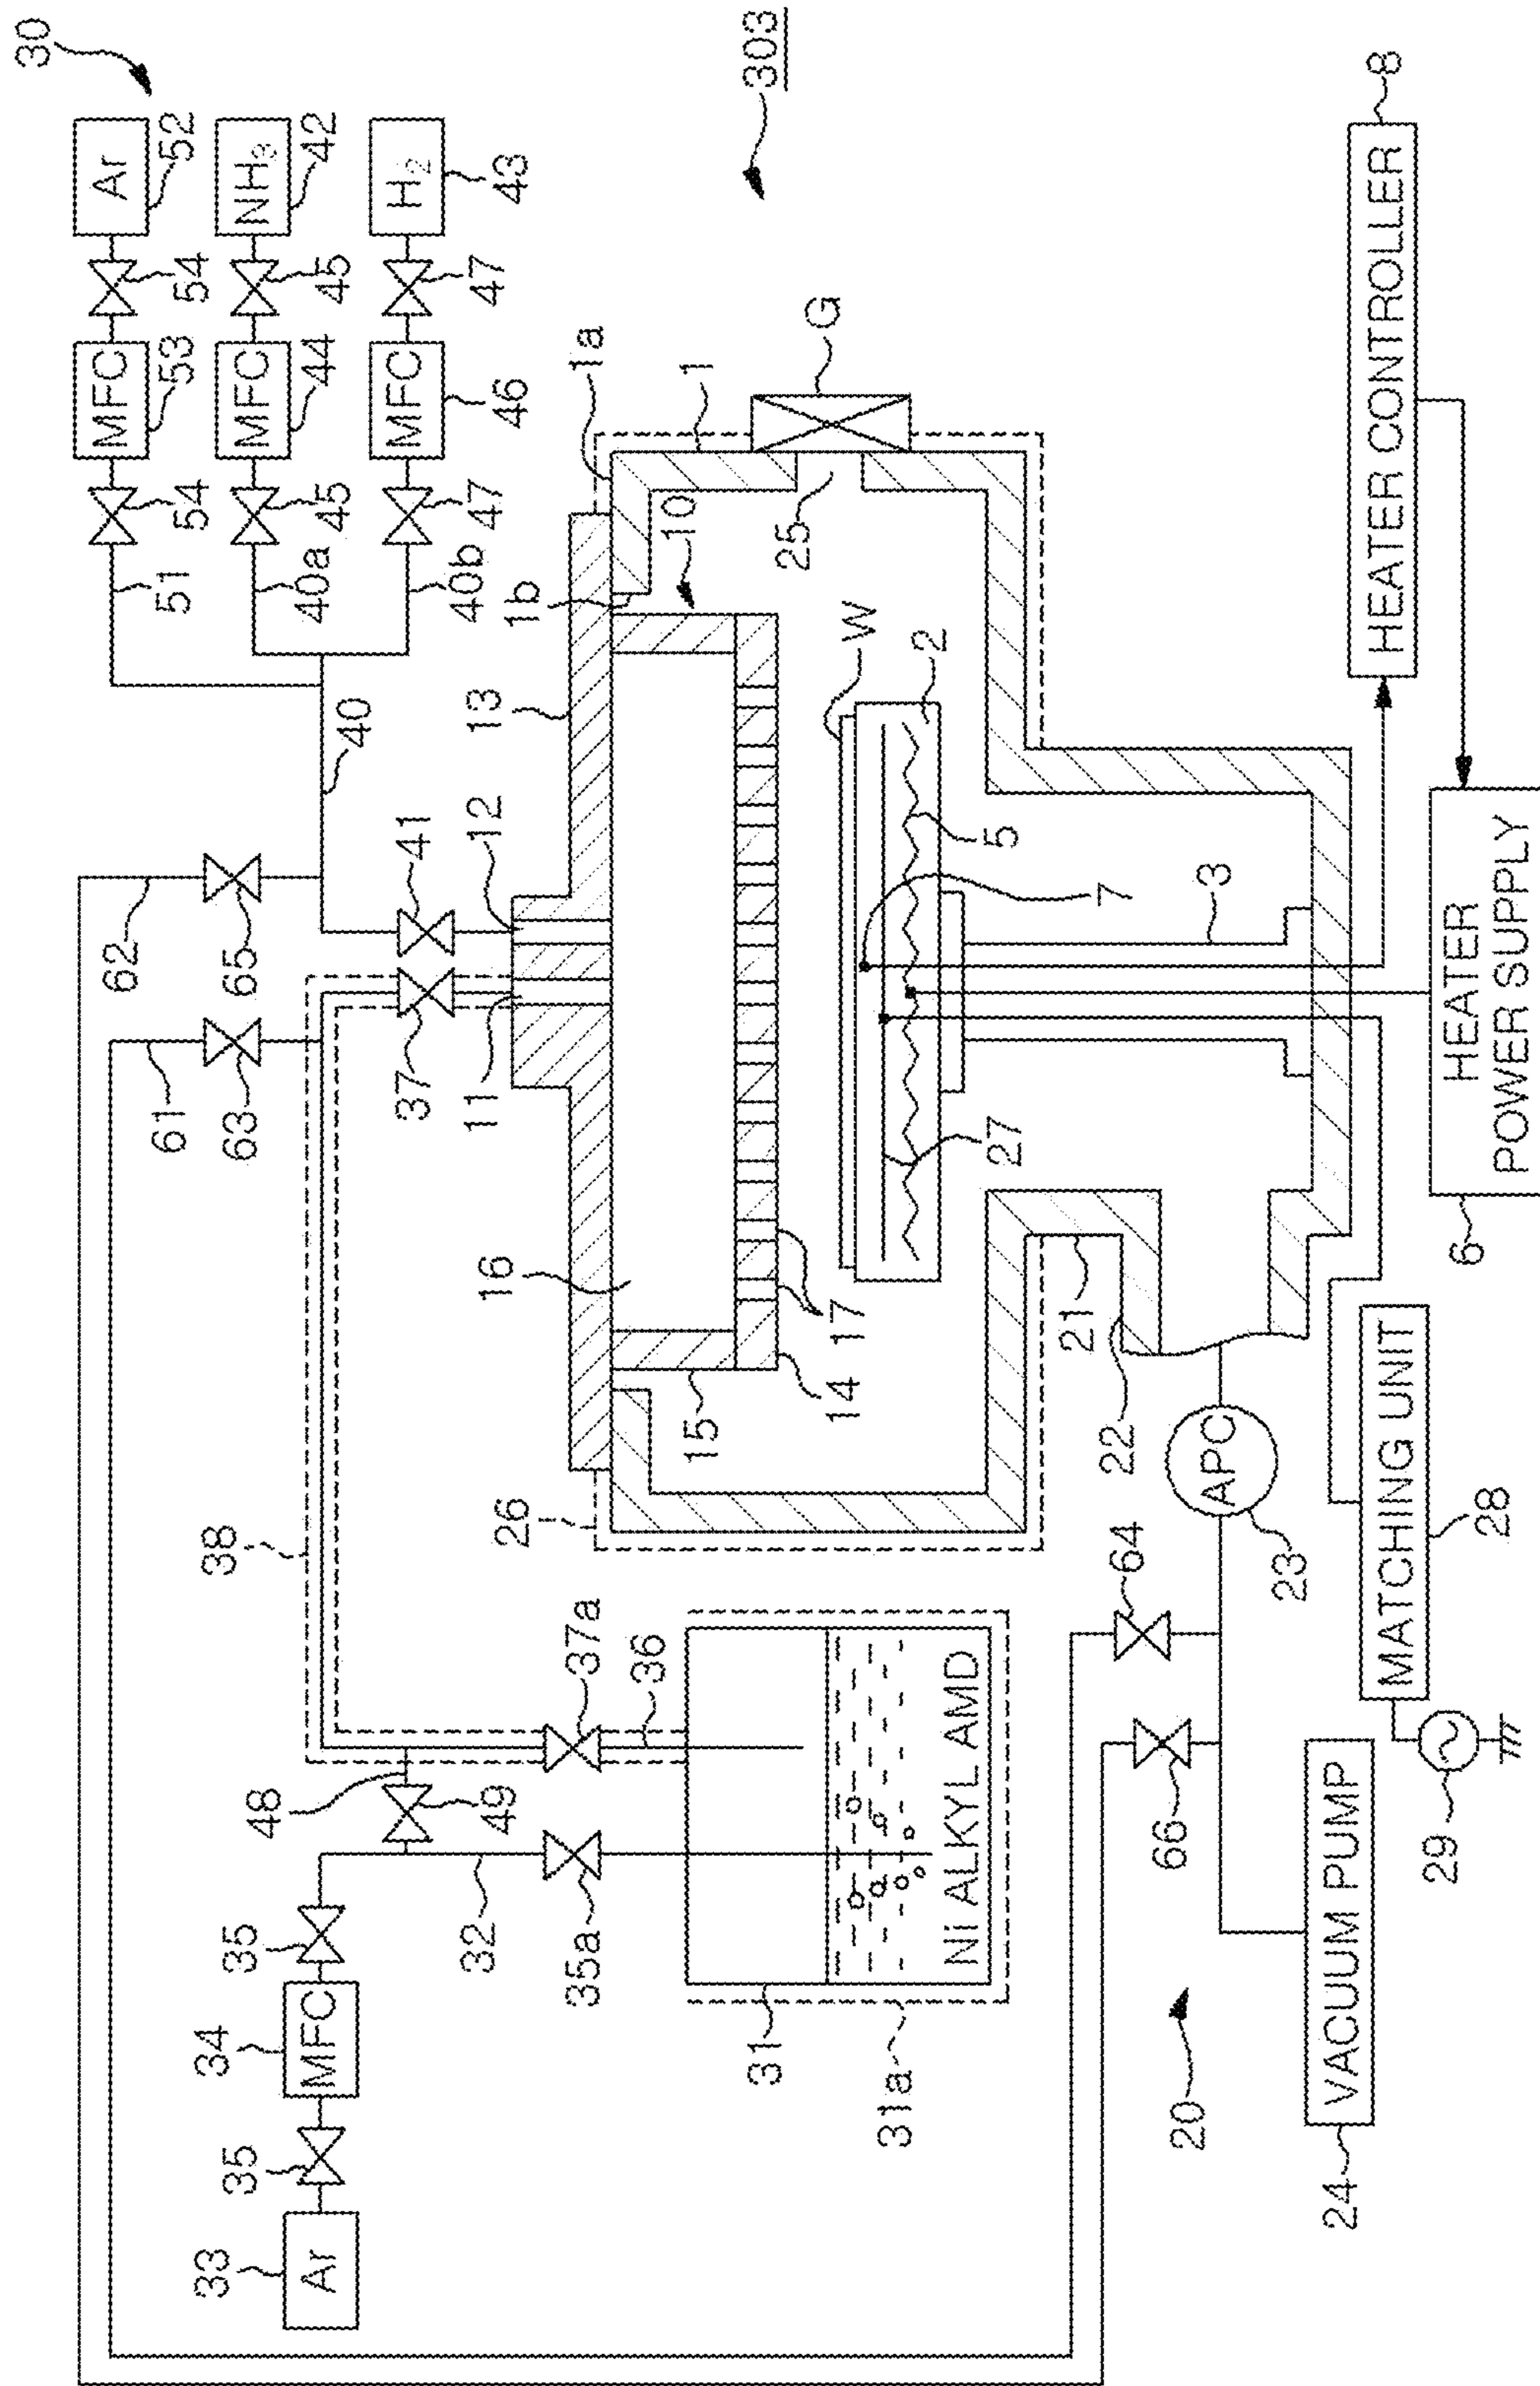 30
303
Ar
52
NH3
42
H2
43
54
45
47
MFC
53
MFC
44
MFC
46
54
45
47
51
40a
40b
40
62
65
41
12
61
63
37
11
38
13
1a
1b
10
1
G
25
W
2
5
7
3
27
16
17
14
15
26
21
22
8
HEATER CONTROLLER
HEATER
POWER SUPPLY
6
33
Ar
35
34
MFC
35
32
48
49
35a
37a
36
31
31a
Ni ALKYL AMD
64
66
APC
23
MATCHING UNIT
28
29
20
VACUUM PUMP
24